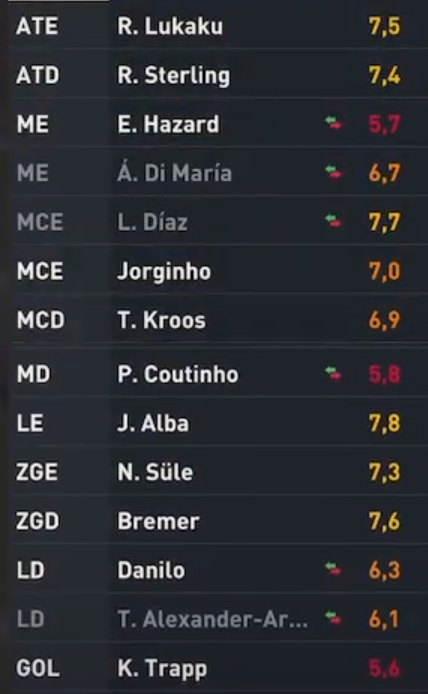 ATE R. Lukaku 7,5
ATD R. Sterling 7,4
ME E. Hazard 5,7
ME Á. Di María 6,7
MCE L. Díaz 7,7
MCE Jorginho 7,0
MCD T. Kroos 6,9
MD P. Coutinho 5,8
LE J. Alba 7,8
ZGE N. Süle 7,3
ZGD Bremer 7,6
LD Danilo 6,3
LD T. Alexander-Ar... 6,1
GOL K. Trapp 5,6